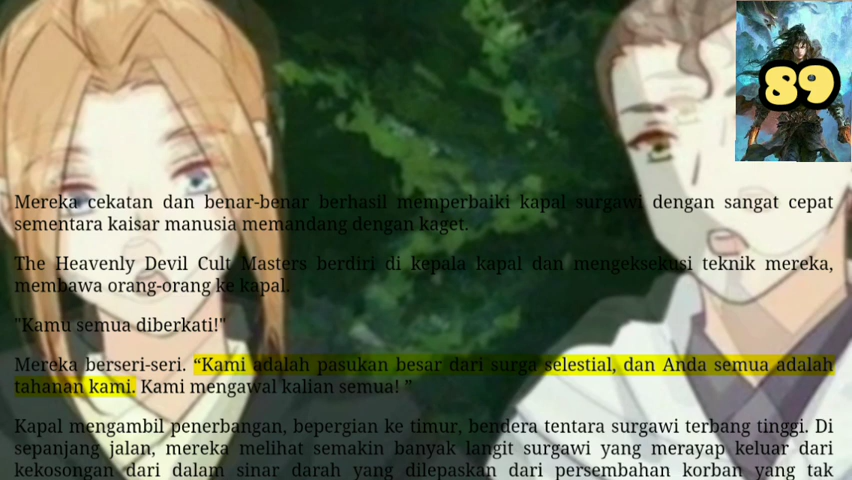 89
Mereka cekatan dan benar-benar berhasil memperbaiki kapal surgawi dengan sangat cepat
sementara kaisar manusia memandang dengan kaget.
The Heavenly Devil Cult Masters berdiri di kepala kapal dan mengeksekusi teknik mereka,
membawa orang-orang ke kapal.
"Kamu semua diberkati!"
Mereka berseri-seri. “Kami adalah pasukan besar dari surga selestial, dan Anda semua adalah
tahanan kami. Kami mengawal kalian semua! ”
Kapal mengambil penerbangan, bepergian ke timur, bendera tentara surgawi terbang tinggi. Di
sepanjang jalan, mereka melihat semakin banyak langit surgawi yang merayap keluar dari
kekosongan dari dalam sinar darah yang dilepaskan dari persembahan korban yang tak